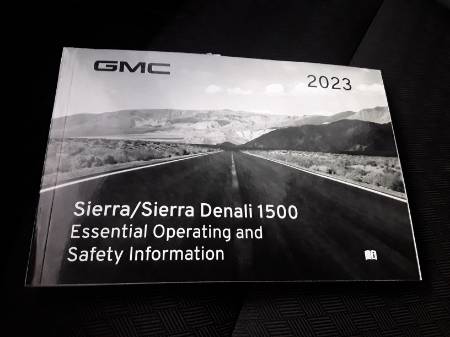 GMC
2023
Sierra/Sierra Denali 1500
Essential Operating and
Safety Information